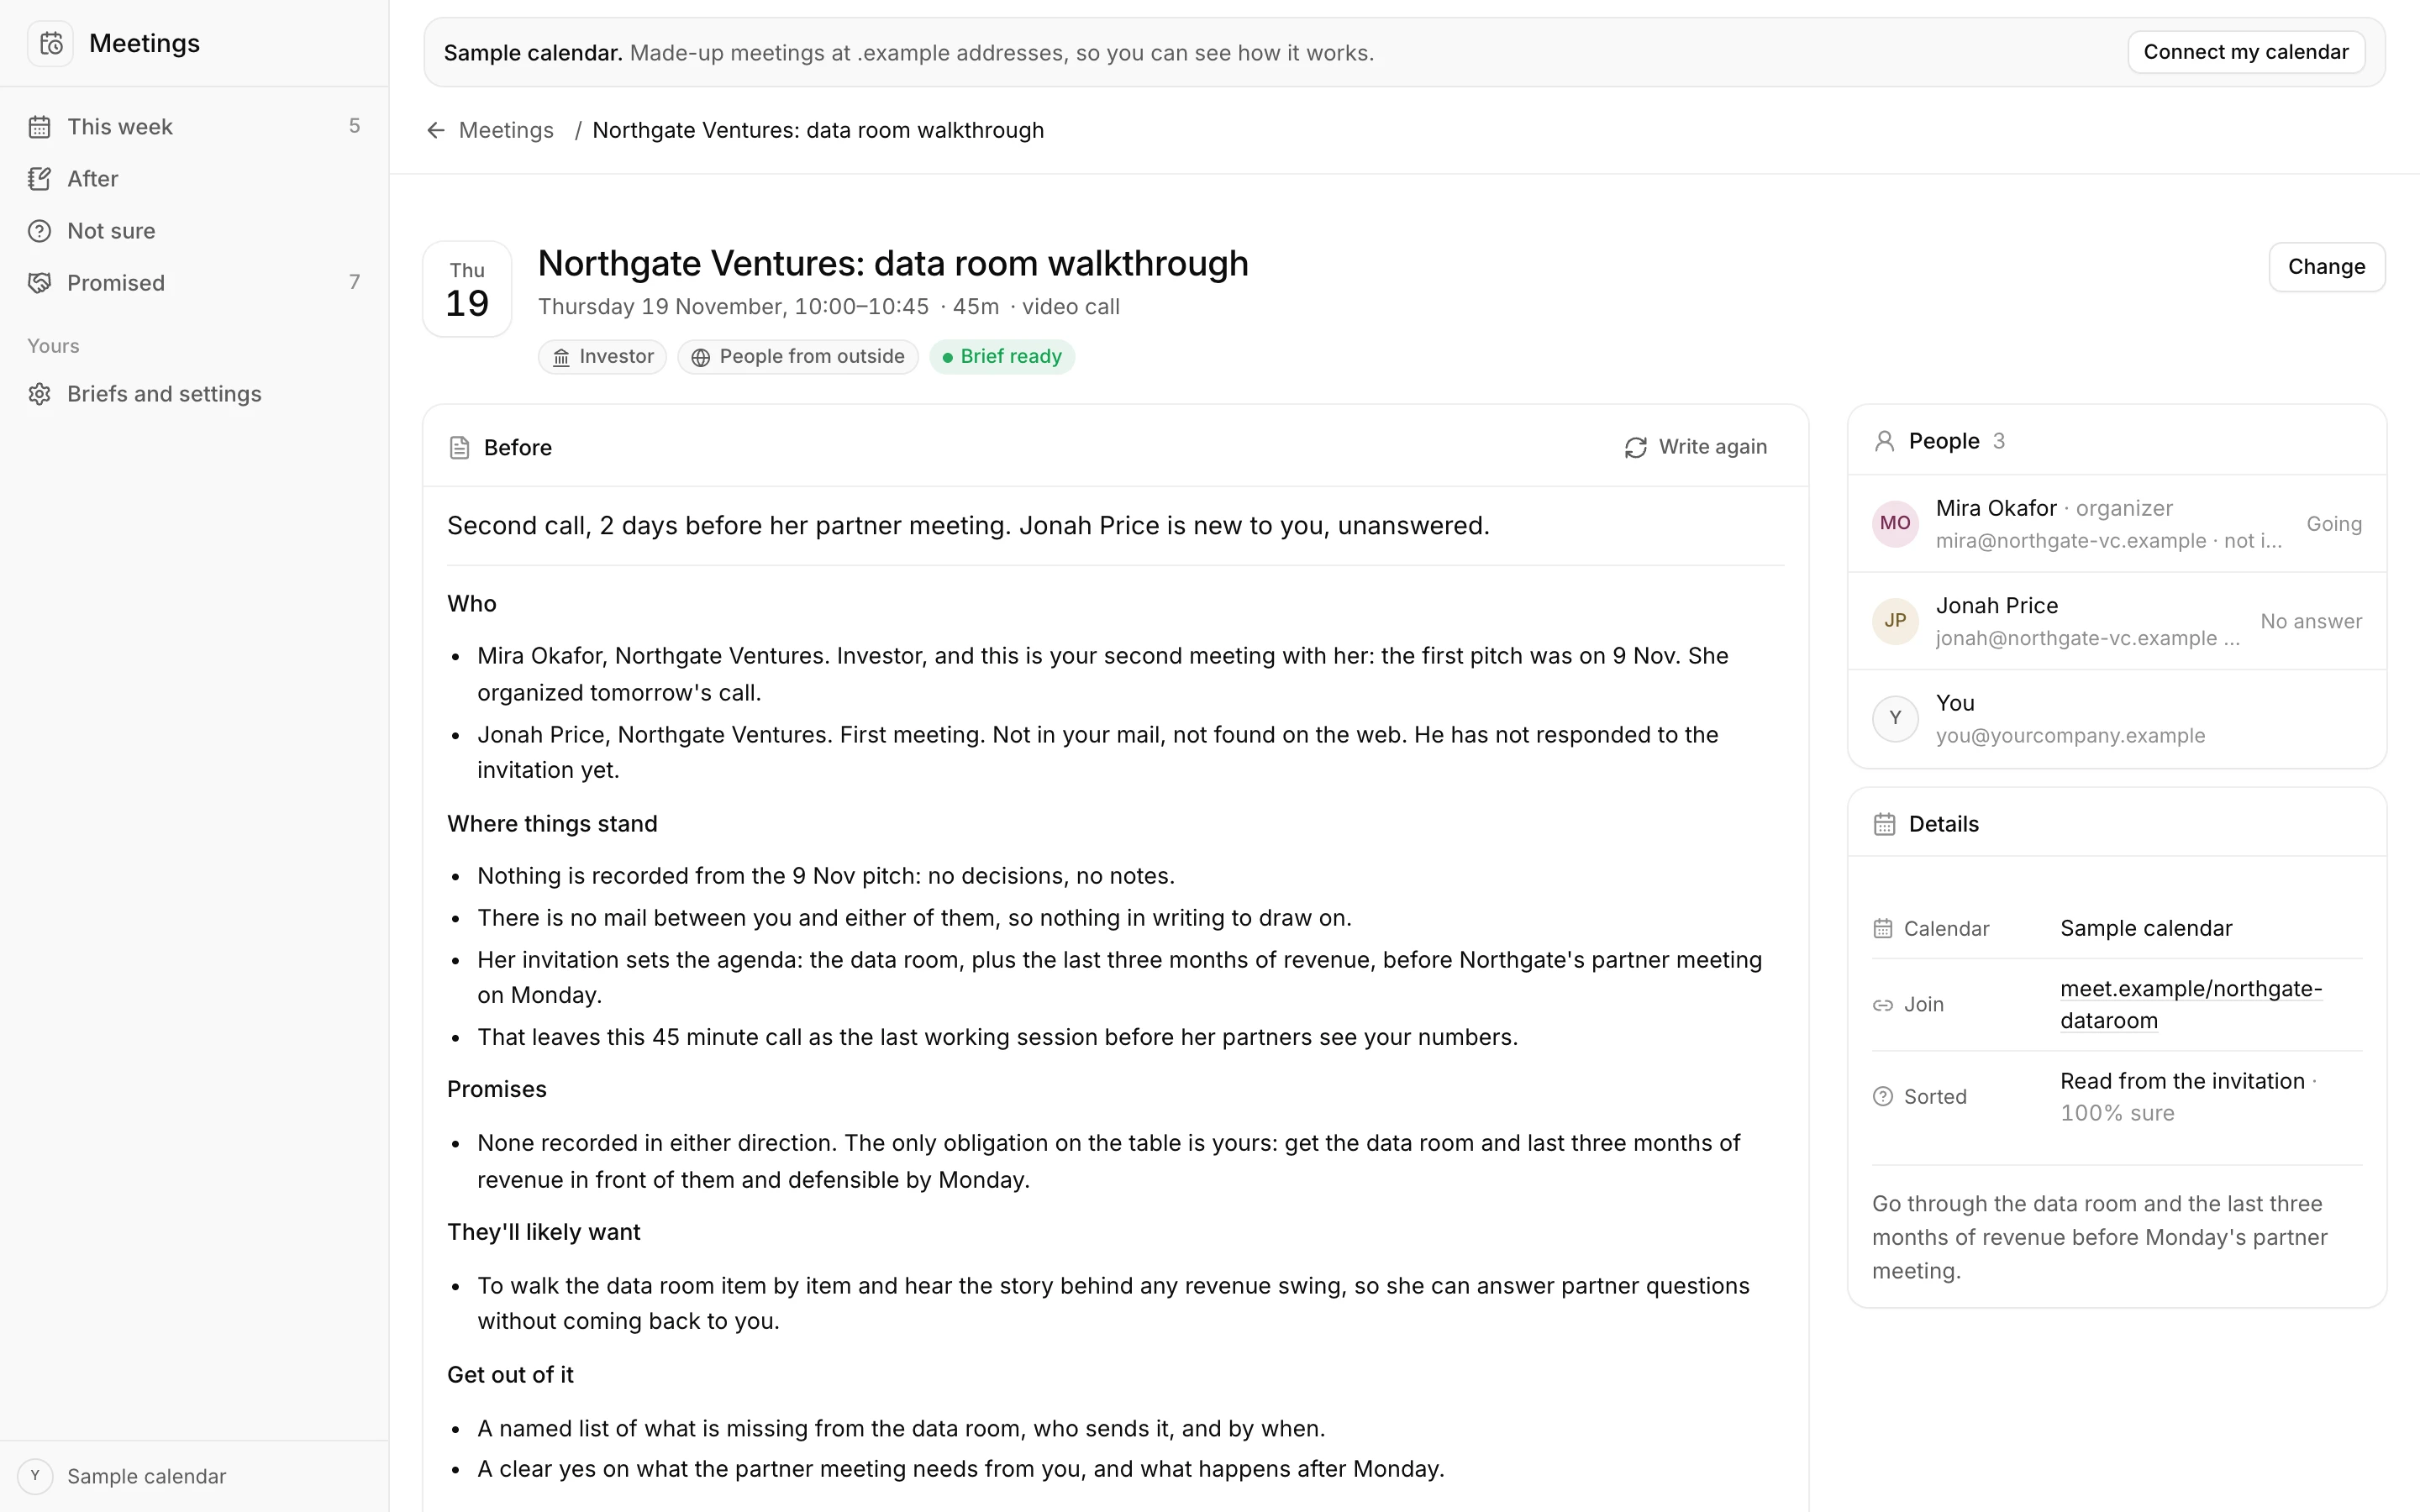 Meetings
This week 5
After
Not sure
Promised 7
Yours
Briefs and settings
Y Sample calendar
Sample calendar. Made-up meetings at .example addresses, so you can see how it works.
Connect my calendar
Meetings / Northgate Ventures: data room walkthrough
Thu
19
Northgate Ventures: data room walkthrough
Thursday 19 November, 10:00–10:45 · 45m · video call
Investor
People from outside
Brief ready
Change
Before
Write again
Second call, 2 days before her partner meeting. Jonah Price is new to you, unanswered.
Who
• Mira Okafor, Northgate Ventures. Investor, and this is your second meeting with her: the first pitch was on 9 Nov. She
organized tomorrow's call.
• Jonah Price, Northgate Ventures. First meeting. Not in your mail, not found on the web. He has not responded to the
invitation yet.
Where things stand
• Nothing is recorded from the 9 Nov pitch: no decisions, no notes.
• There is no mail between you and either of them, so nothing in writing to draw on.
• Her invitation sets the agenda: the data room, plus the last three months of revenue, before Northgate's partner meeting
on Monday.
• That leaves this 45 minute call as the last working session before her partners see your numbers.
Promises
• None recorded in either direction. The only obligation on the table is yours: get the data room and last three months of
revenue in front of them and defensible by Monday.
They'll likely want
• To walk the data room item by item and hear the story behind any revenue swing, so she can answer partner questions
without coming back to you.
Get out of it
• A named list of what is missing from the data room, who sends it, and by when.
• A clear yes on what the partner meeting needs from you, and what happens after Monday.
People 3
MO
Mira Okafor · organizer
mira@northgate-vc.example · not i...
Going
JP
Jonah Price
jonah@northgate-vc.example ...
No answer
Y
You
you@yourcompany.example
Details
Calendar
Sample calendar
Join
meet.example/northgate-
dataroom
Sorted
Read from the invitation ·
100% sure
Go through the data room and the last three
months of revenue before Monday's partner
meeting.